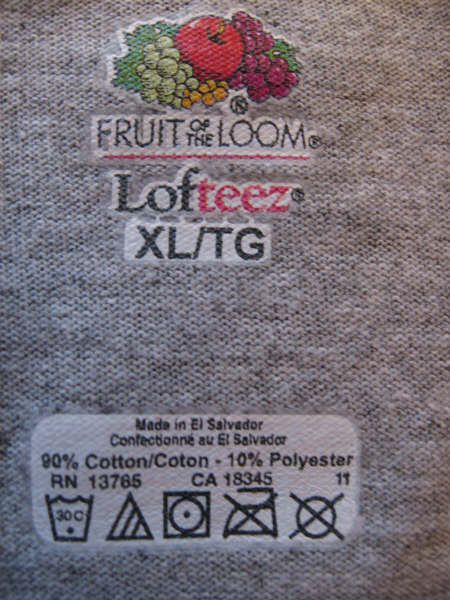 ®
FRUIT OF THE LOOM®
Lofteez®
XL/TG
Made in El Salvador
Confectionné au El Salvador
90% Cotton/Coton - 10% Polyester
RN 13765 CA 18345 11
30C